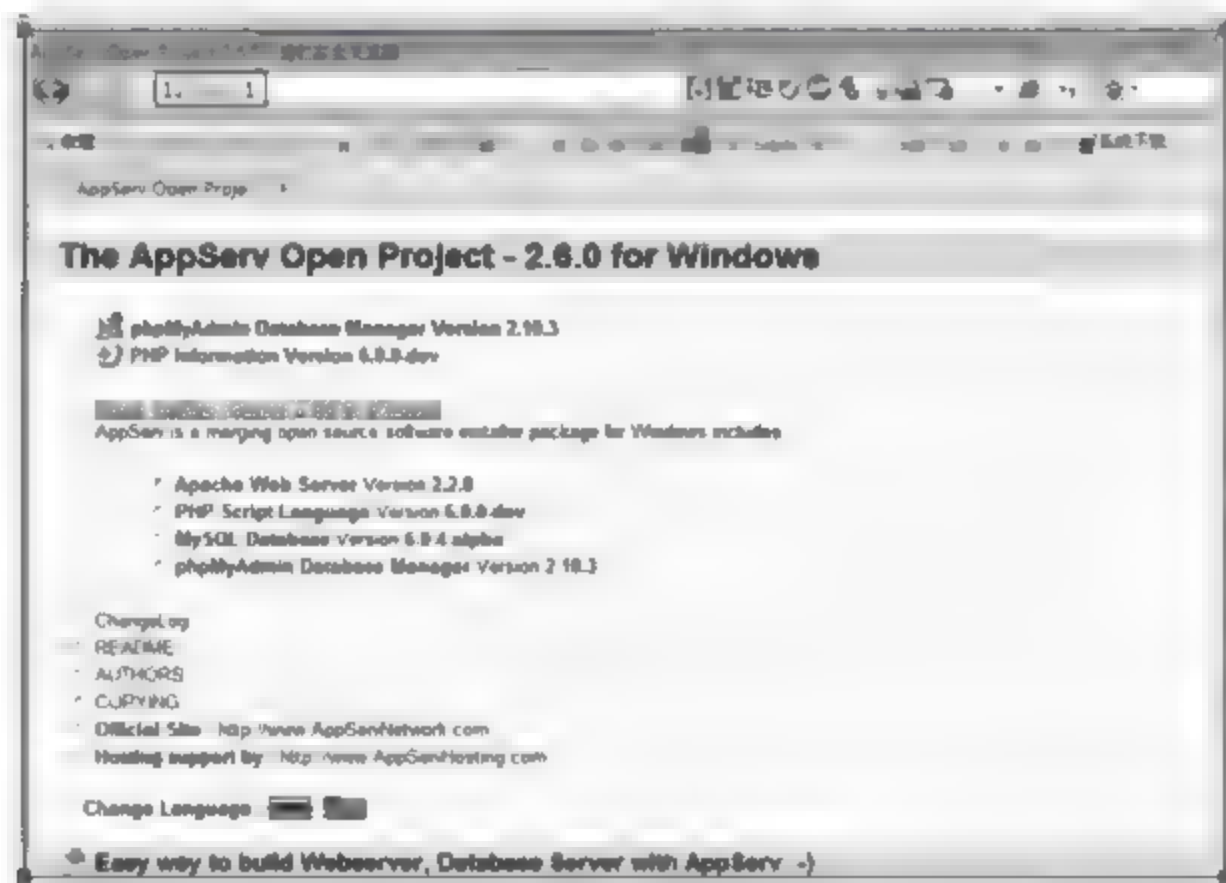 AppServ Open Proje
The AppServ Open Project - 2.6.0 for Windows
phpMyAdmin Database Manager Version 2.10.3
PHP Information Version 6.0.0-dev
AppServ is a merging open source software installer package for Windows includes
Apache Web Server Version 2.2.8
PHP Script Language Version 6.0.0-dev
MySQL Database Version 6.0.4-alpha
phpMyAdmin Database Manager Version 2.10.3
ChangeLog
README
AUTHORS
COPYING
Official Site http://www.AppServNetwork.com
Hosting support by http://www.AppServHosting.com
Change Language
Easy way to build Webserver, Database Server with AppServ :-)